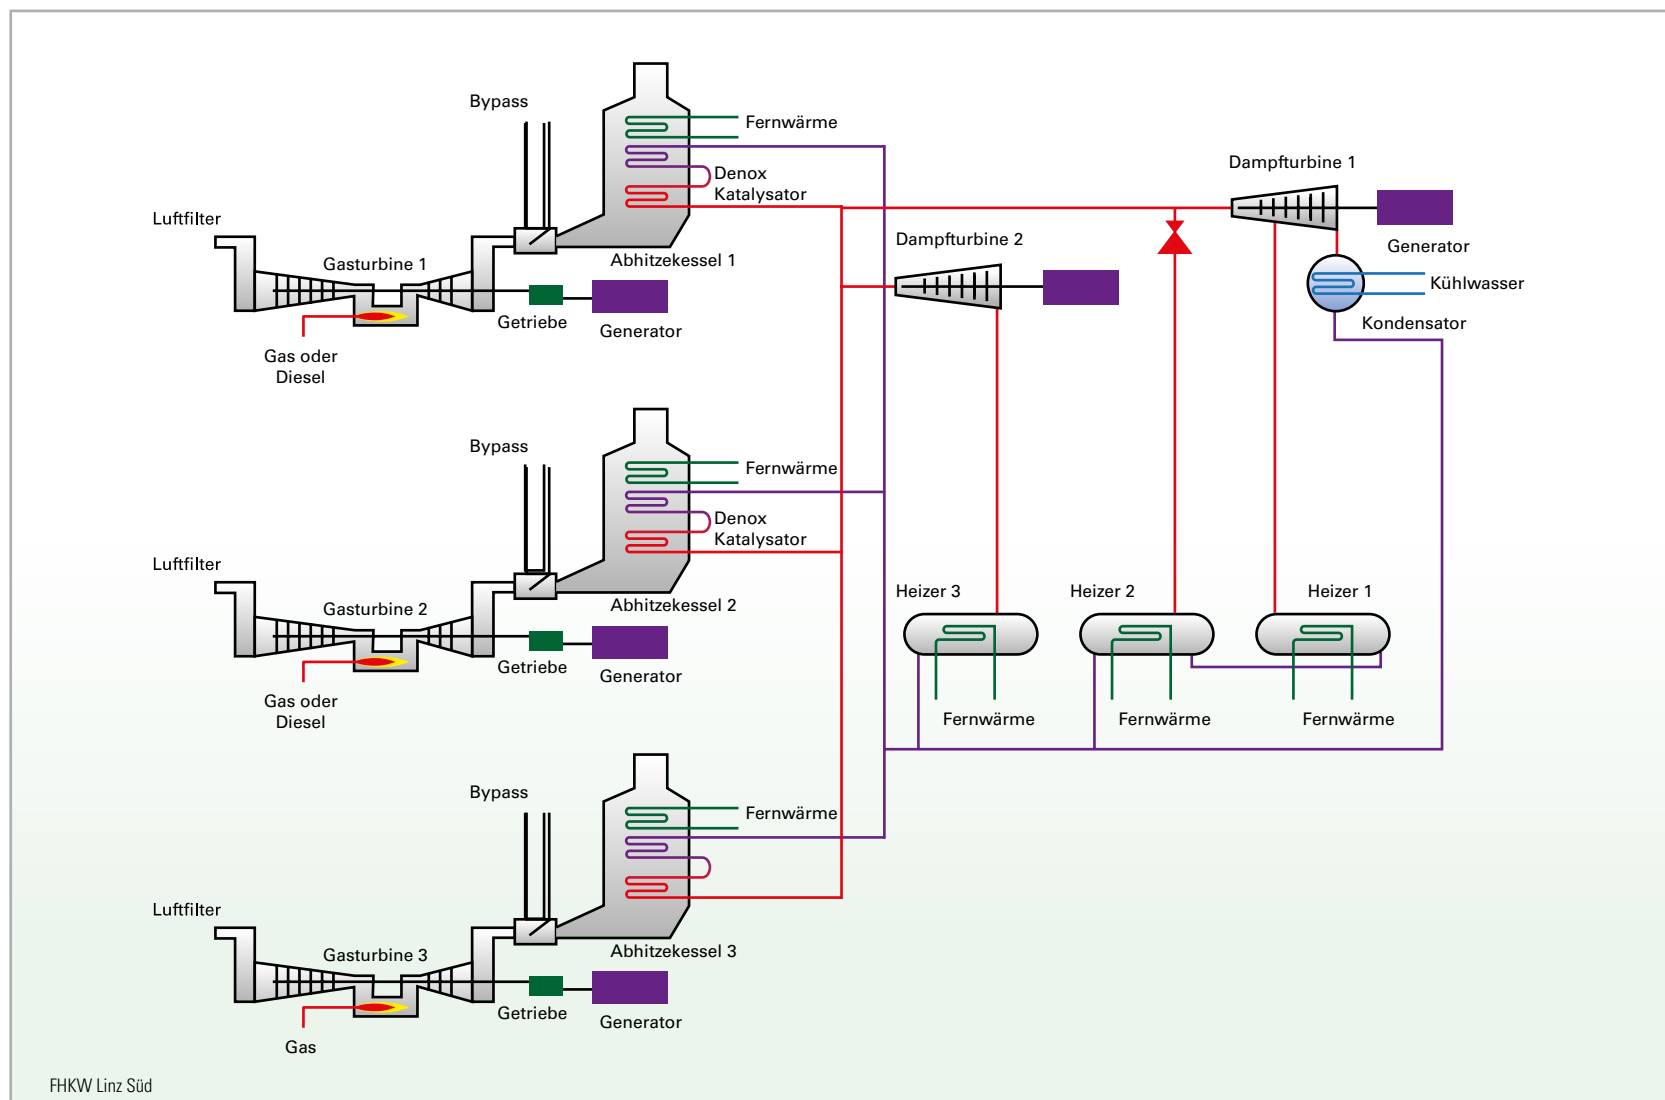 Bypass
Fernwärme
Denox
Katalysator
Luftfilter
Gasturbine 1
Abhitzekessel 1
Getriebe
Generator
Gas oder
Diesel
Dampfturbine 1
Dampfturbine 2
Generator
Kühlwasser
Kondensator
Bypass
Fernwärme
Denox
Katalysator
Luftfilter
Gasturbine 2
Abhitzekessel 2
Getriebe
Generator
Gas oder
Diesel
Heizer 3
Heizer 2
Heizer 1
Fernwärme
Fernwärme
Fernwärme
Bypass
Fernwärme
Luftfilter
Gasturbine 3
Abhitzekessel 3
Getriebe
Generator
Gas
FHKW Linz Süd